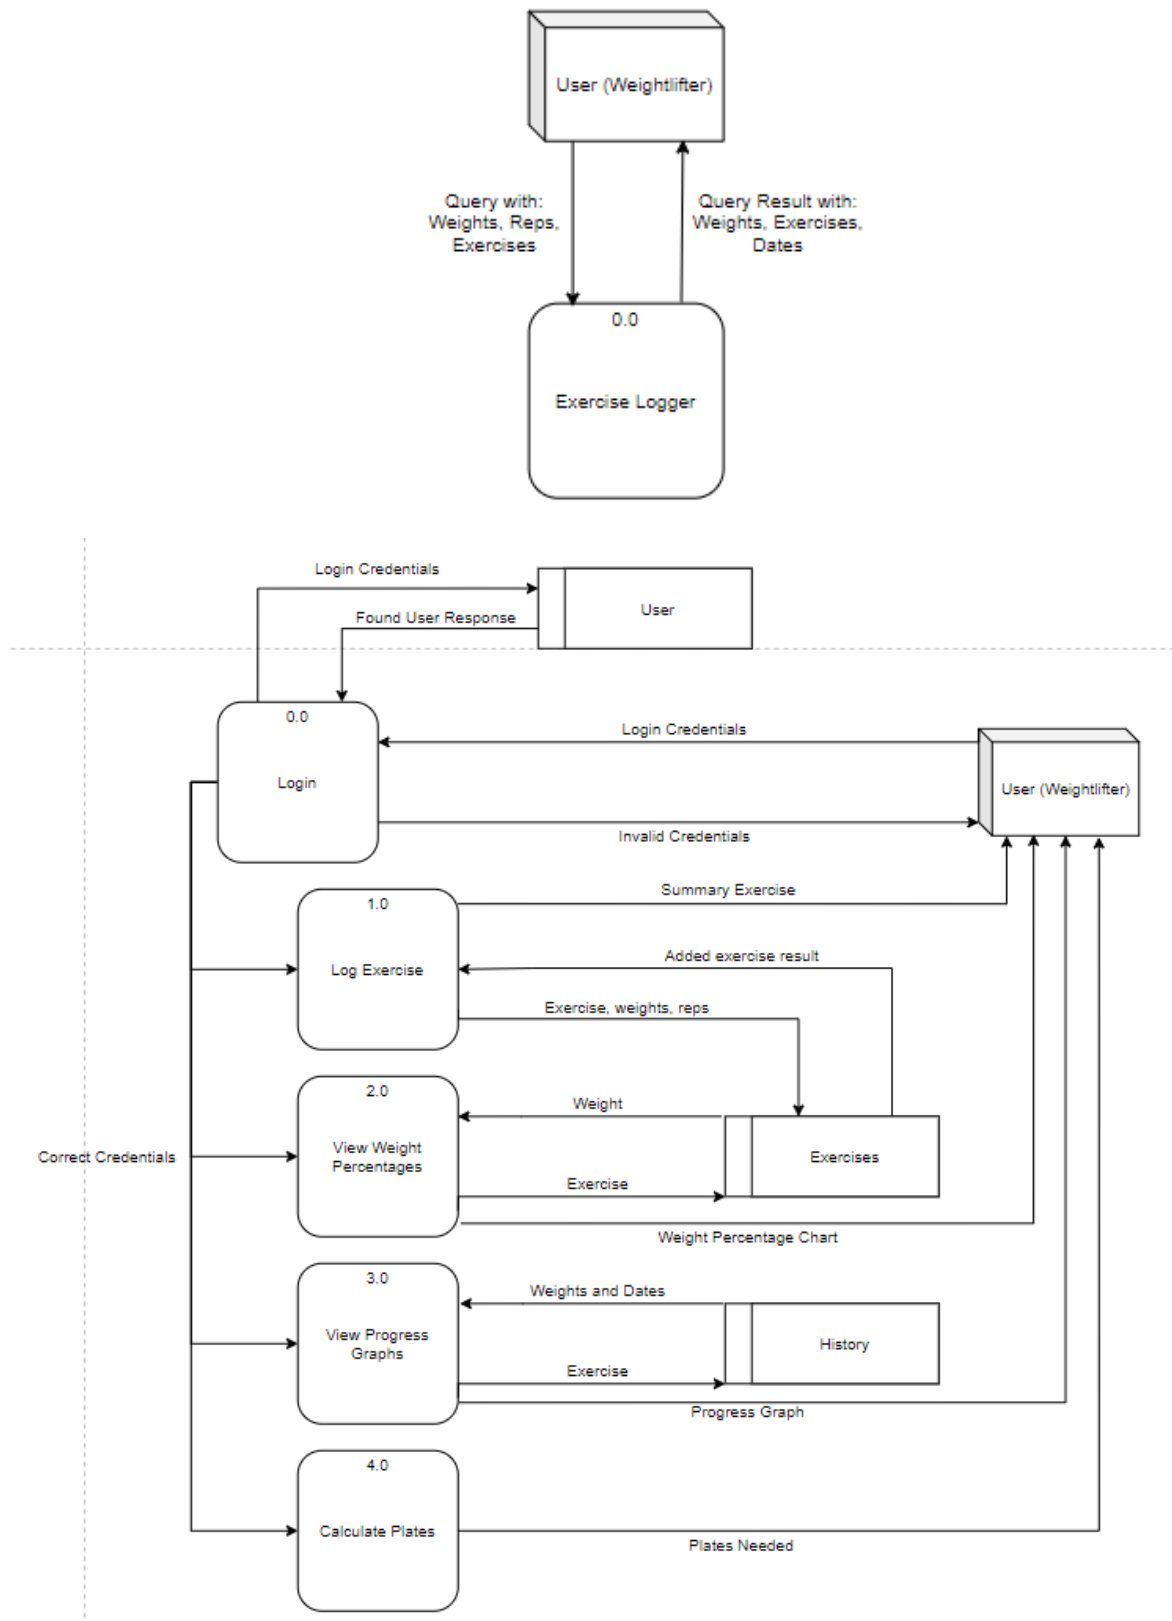 User (Weightlifter)
Query with:
Weights, Reps,
Exercises
Query Result with:
Weights, Exercises,
Dates
0.0
Exercise Logger
Login Credentials
User
Found User Response
0.0
Login
Login Credentials
User (Weightlifter)
Invalid Credentials
Summary Exercise
1.0
Log Exercise
Added exercise result
Exercise, weights, reps
2.0
View Weight
Percentages
Weight
Exercises
Correct Credentials
Exercise
Weight Percentage Chart
3.0
View Progress
Graphs
Weights and Dates
History
Exercise
Progress Graph
4.0
Calculate Plates
Plates Needed